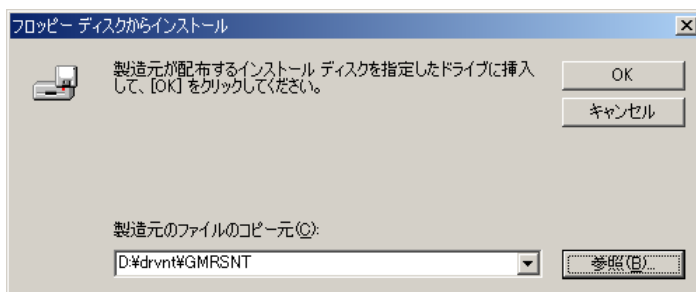 フロッピー ディスクからインストール
製造元が配布するインストール ディスクを指定したドライブに挿入
して、[OK] をクリックしてください。
OK
キャンセル
製造元のファイルのコピー元(C):
D:¥drvnt¥GMRSNT
参照(B)...